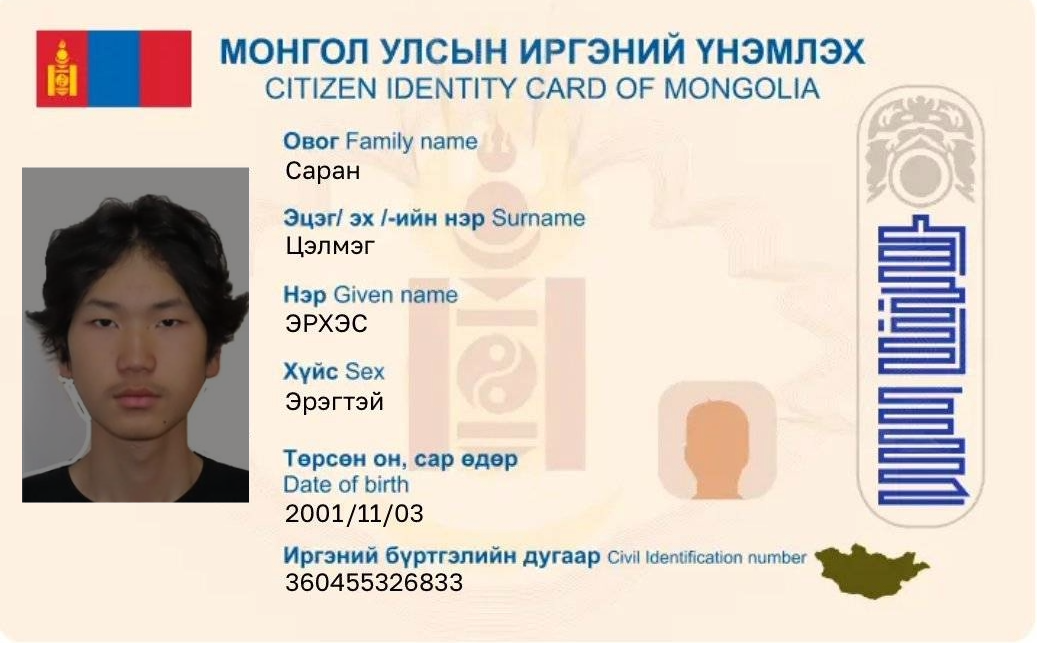 МОНГОЛ УЛСЫН ИРГЭНИЙ ҮНЭМЛЭХ
CITIZEN IDENTITY CARD OF MONGOLIA
Овог Family name
Саран
Эцэг/ эх /-ийн нэр Surname
Цэлмэг
Нэр Given name
ЭРХЭС
Хүйс Sex
Эрэгтэй
Төрсөн он, сар өдөр
Date of birth
2001/11/03
Иргэний бүртгэлийн дугаар Civil Identification number
360455326833